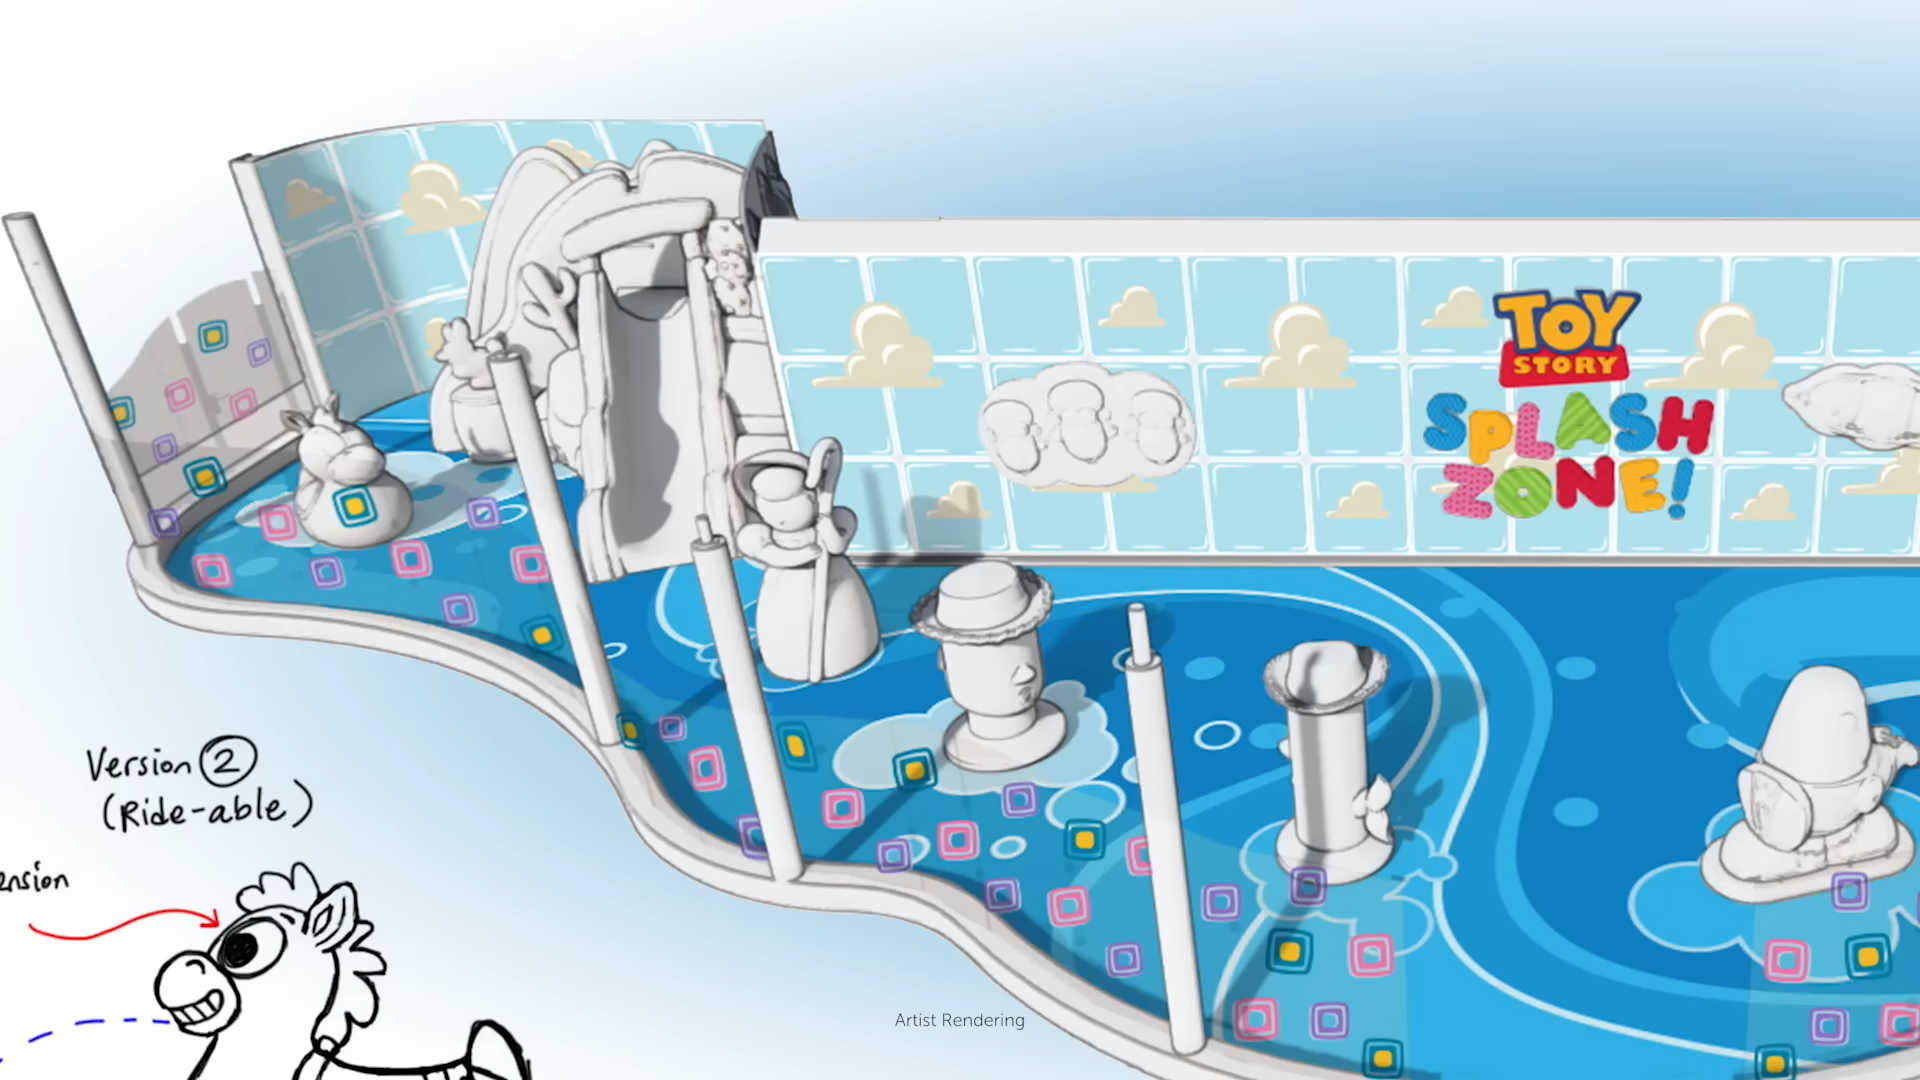 TOY
STORY
SPLASH
ZONE!
Version ②
(Ride-able)
Artist Rendering